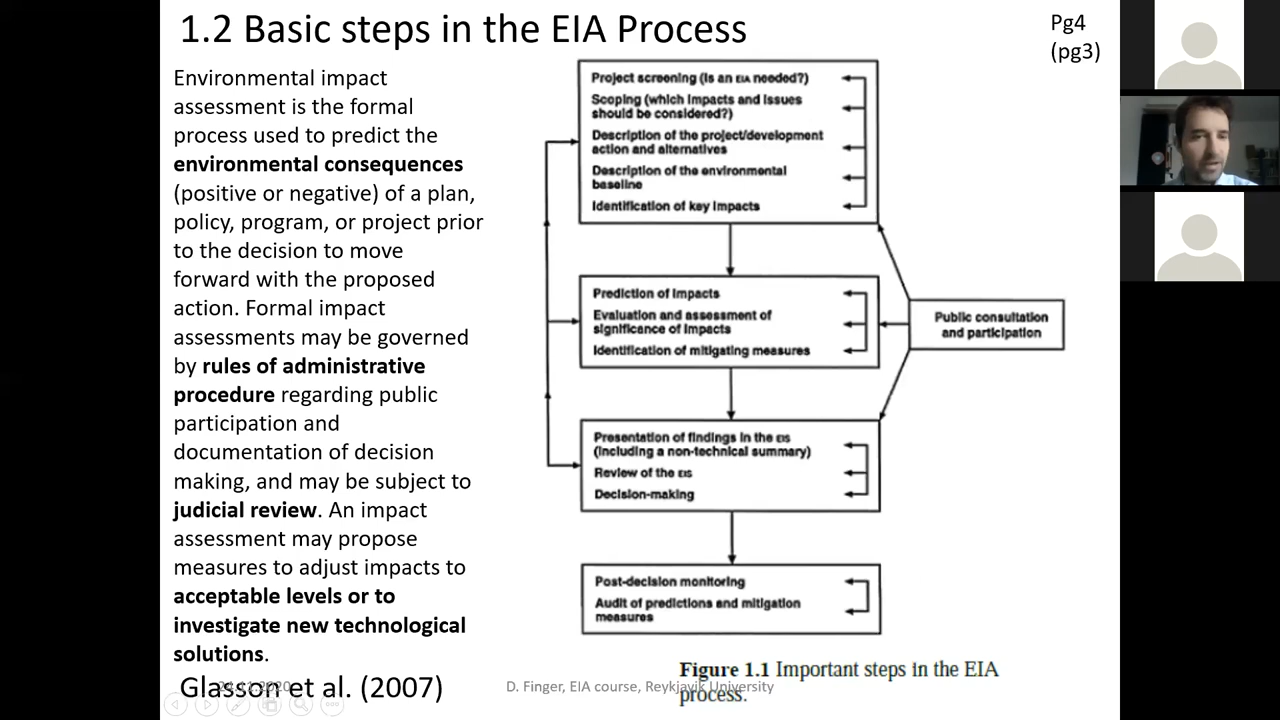 1.2 Basic steps in the EIA Process
Pg4
(pg3)
Environmental impact
assessment is the formal
process used to predict the
environmental consequences
(positive or negative) of a plan,
policy, program, or project prior
to the decision to move
forward with the proposed
action. Formal impact
assessments may be governed
by rules of administrative
procedure regarding public
participation and
documentation of decision
making, and may be subject to
judicial review. An impact
assessment may propose
measures to adjust impacts to
acceptable levels or to
investigate new technological
solutions.
Glasson et al. (2007)
24.11.2020
Project screening (is an EIA needed?)
Scoping (which impacts and issues
should be considered?)
Description of the project/development
action and alternatives
Description of the environmental
baseline
Identification of key impacts
Prediction of impacts
Evaluation and assessment of
significance of impacts
Identification of mitigating measures
Public consultation
and participation
Presentation of findings in the EIS
(including a non-technical summary)
Review of the EIS
Decision-making
Post-decision monitoring
Audit of predictions and mitigation
measures
Figure 1.1 Important steps in the EIA
process.
D. Finger, EIA course, Reykjavik University